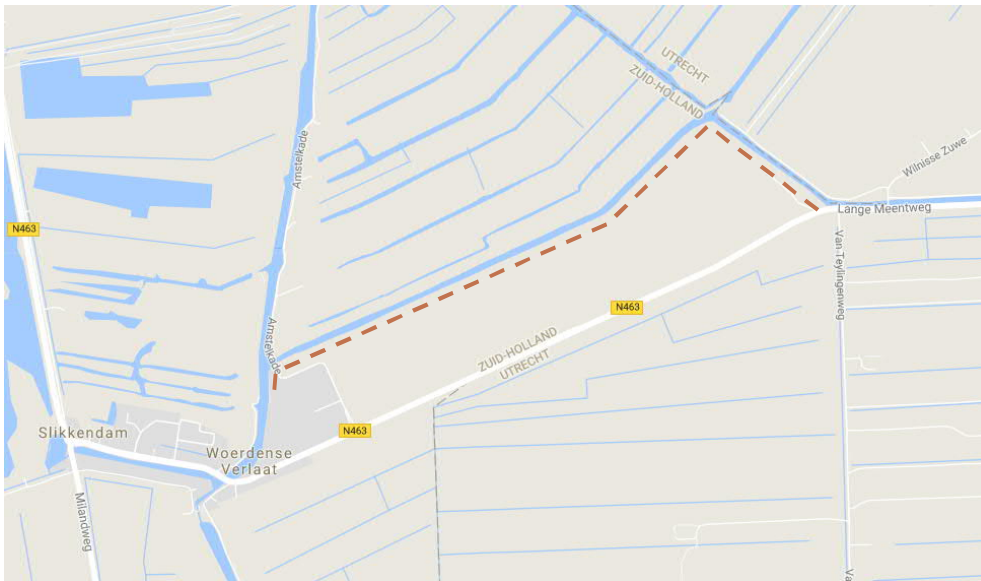 UTRECHT
ZUID-HOLLAND
Amstelkade
Wilnisse Zuwe
Lange Meentweg
N463
Van Teylingenweg
N463
Amstelkade
ZUID-HOLLAND
UTRECHT
Slikkendam
N463
Woerdense
Verlaat
Milandweg
Va